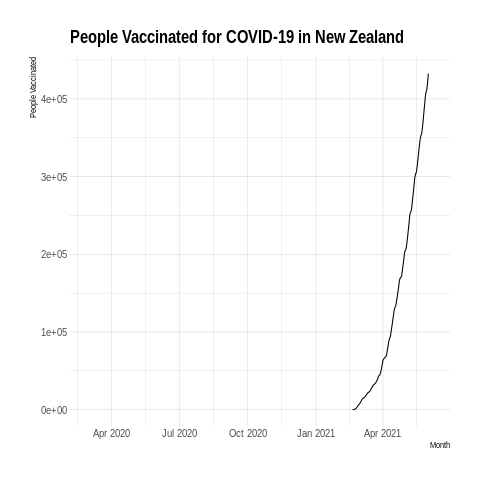 People Vaccinated for COVID-19 in New Zealand
People Vaccinated
4e+05
3e+05
2e+05
1e+05
0e+00
Apr 2020 Jul 2020 Oct 2020 Jan 2021 Apr 2021
Month